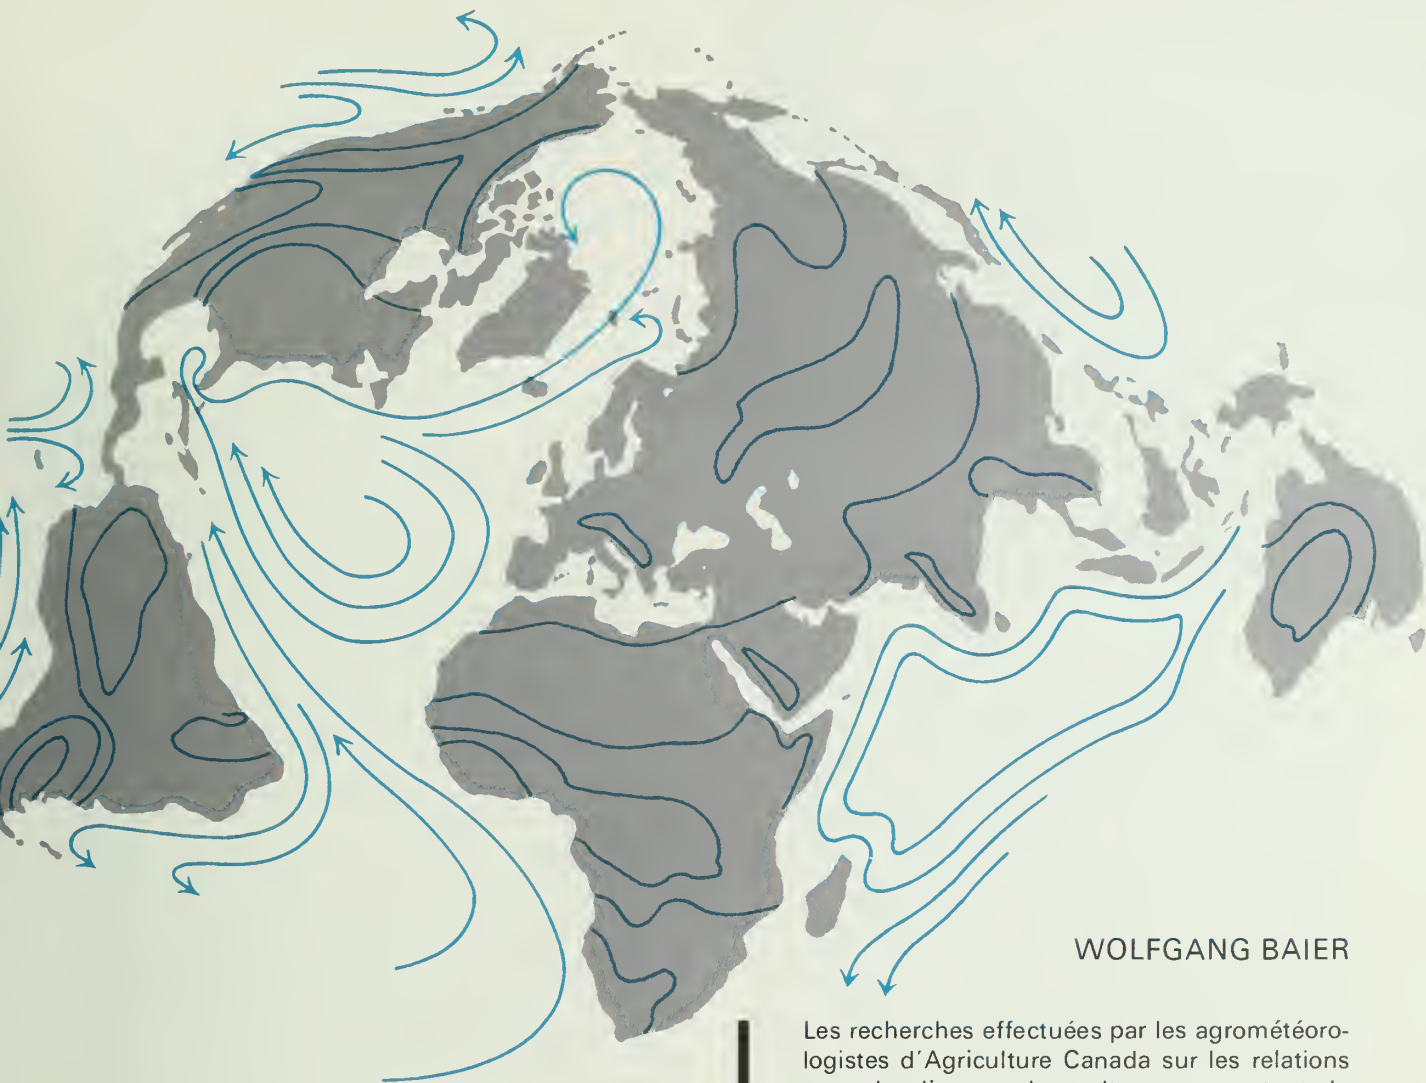 WOLFGANG BAIER
Les recherches effectuées par les agrométéoro-
logistes d'Agriculture Canada sur les relations